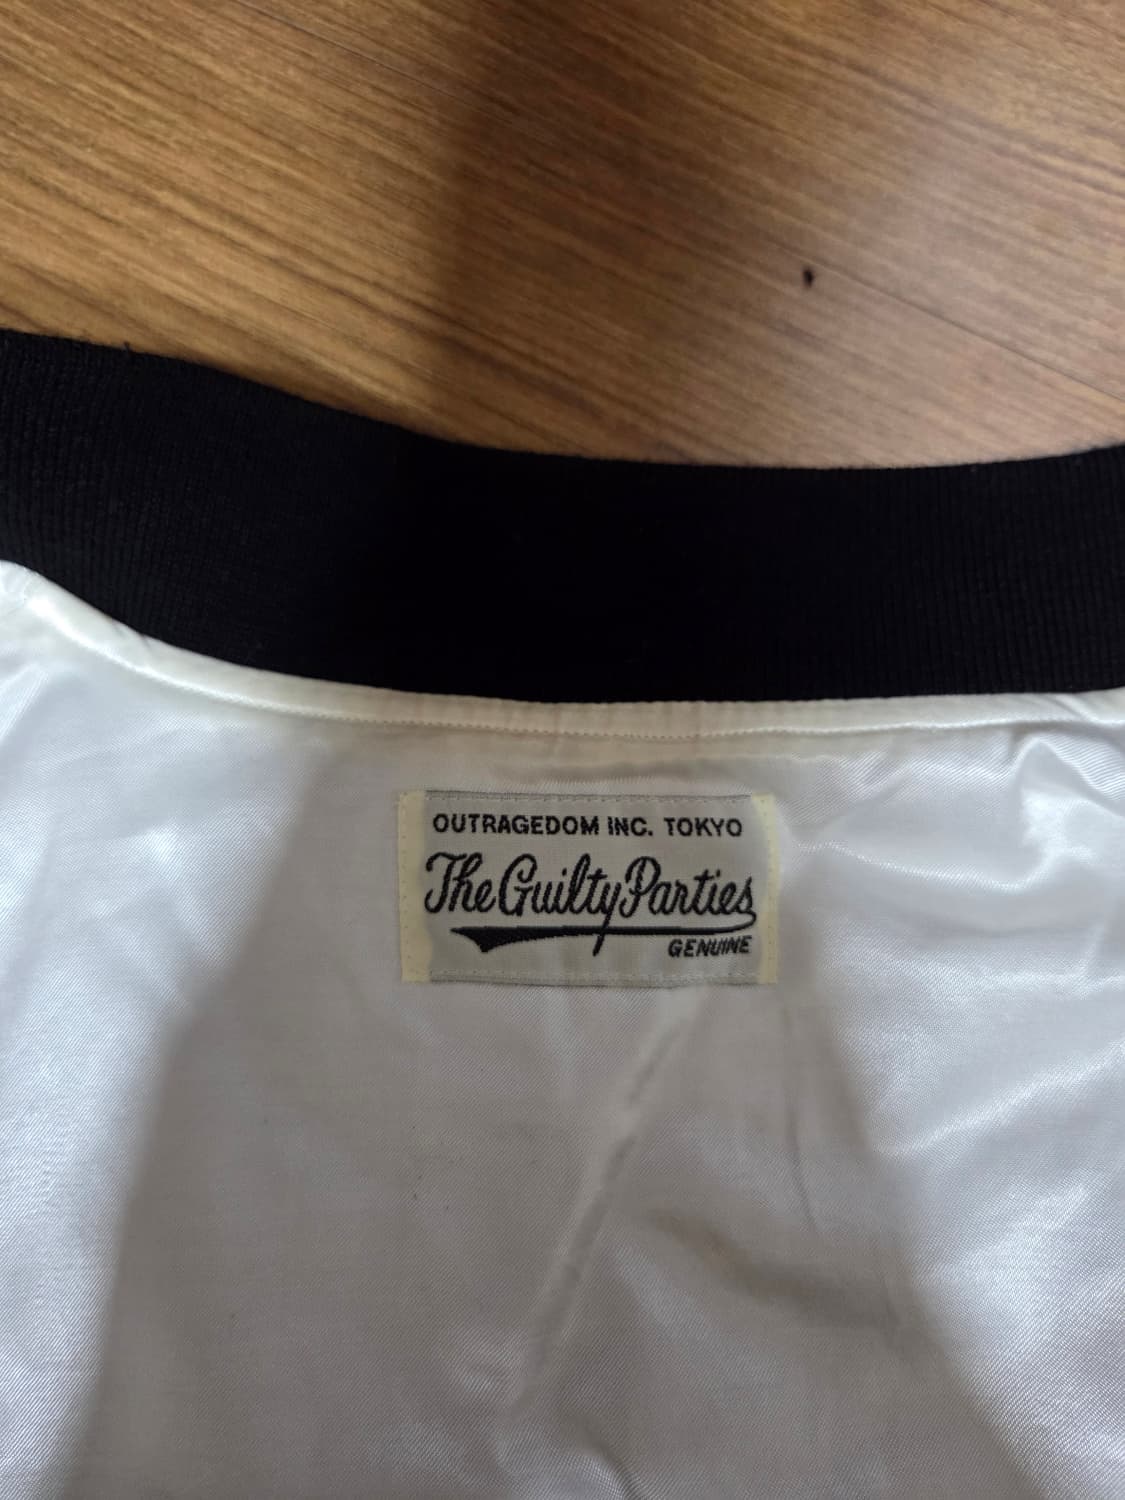 OUTRAGEDOM INC. TOKYO
The Guilty Parties
GENUINE